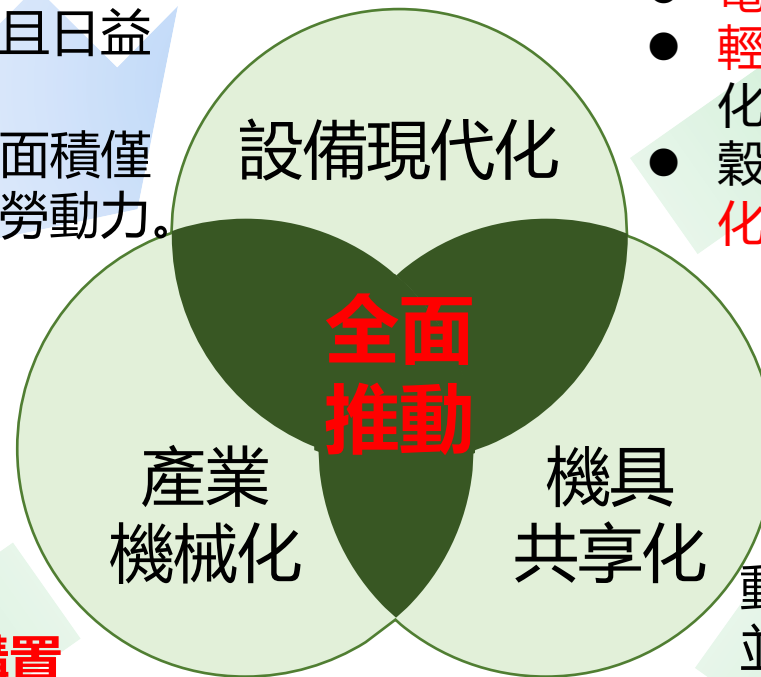 且日益
面積僅
勞動力。
輕
化
穀
化
設備現代化
全面
推動
產業
機械化
機具
共享化
置